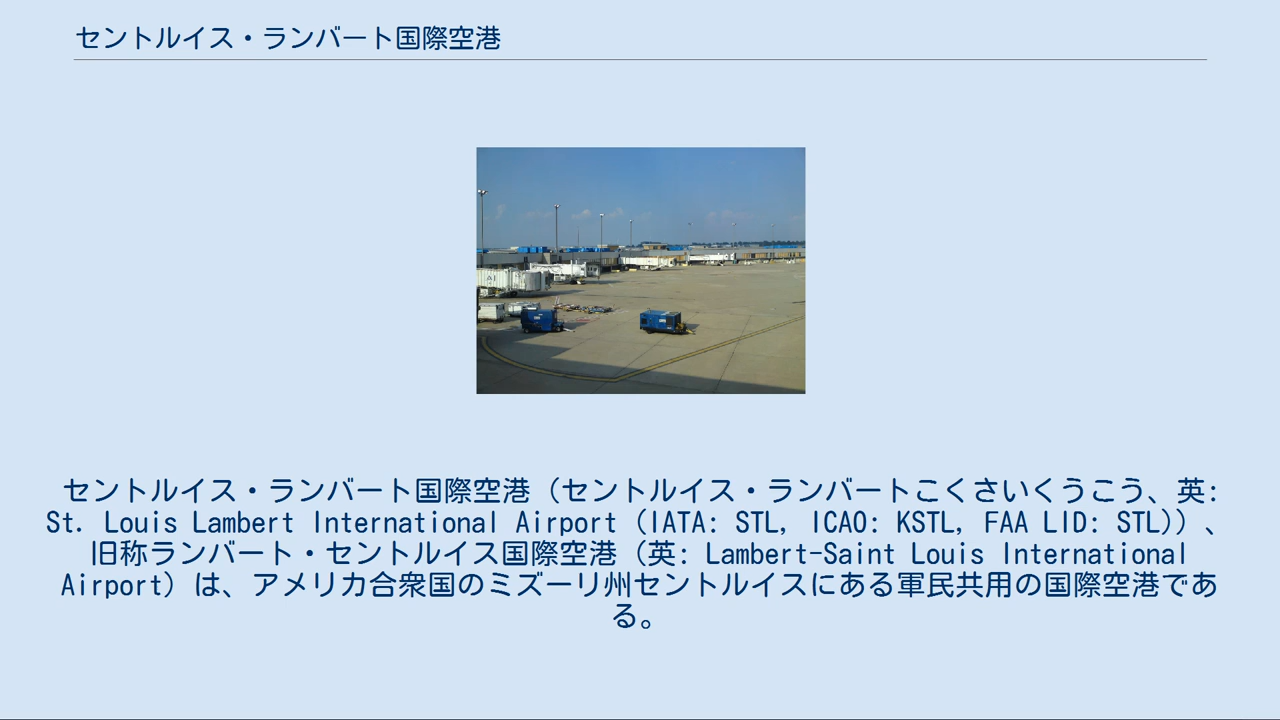 セントルイス・ランバート国際空港
セントルイス・ランバート国際空港（セントルイス・ランバートこくさいくうこう、英:
St. Louis Lambert International Airport（IATA: STL, ICAO: KSTL, FAA LID: STL)）、
旧称ランバート・セントルイス国際空港（英: Lambert-Saint Louis International
Airport）は、アメリカ合衆国のミズーリ州セントルイスにある軍民共用の国際空港であ
る。